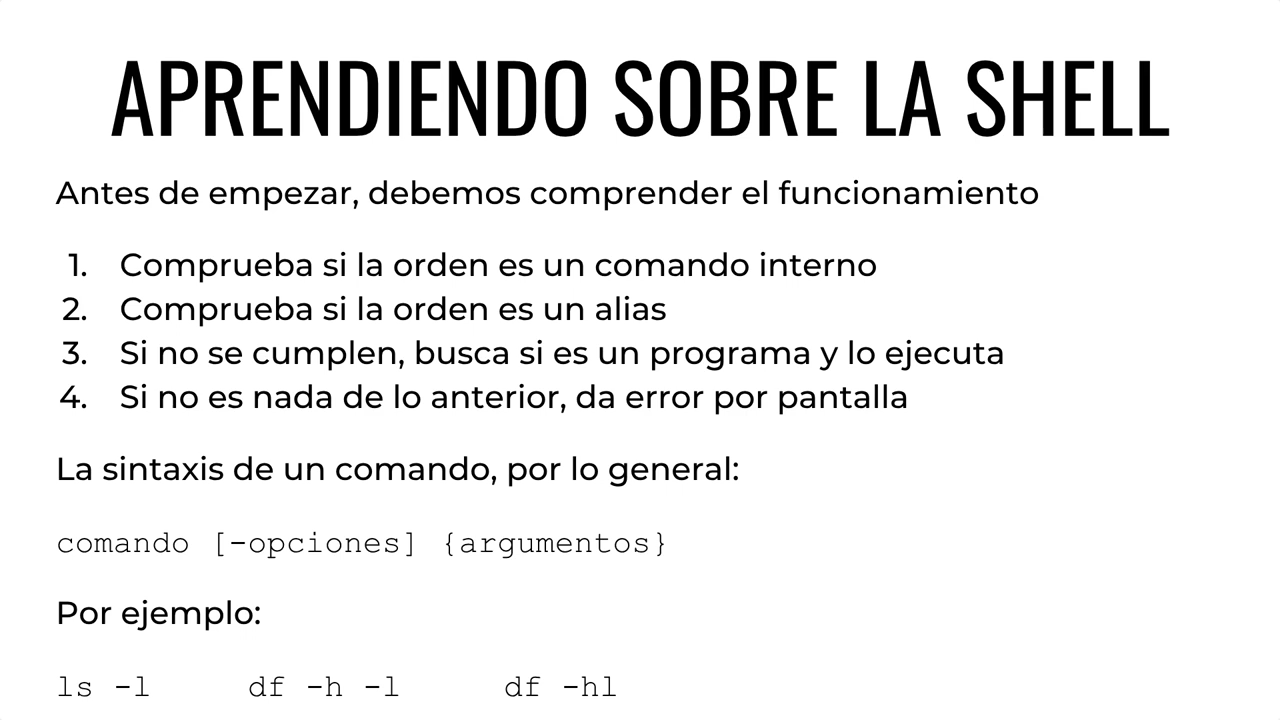 APRENDIENDO SOBRE LA SHELL
Antes de empezar, debemos comprender el funcionamiento
1. Comprueba si la orden es un comando interno
2. Comprueba si la orden es un alias
3. Si no se cumplen, busca si es un programa y lo ejecuta
4. Si no es nada de lo anterior, da error por pantalla
La sintaxis de un comando, por lo general:
comando [-opciones] {argumentos}
Por ejemplo:
ls -l df -h -l df -hl